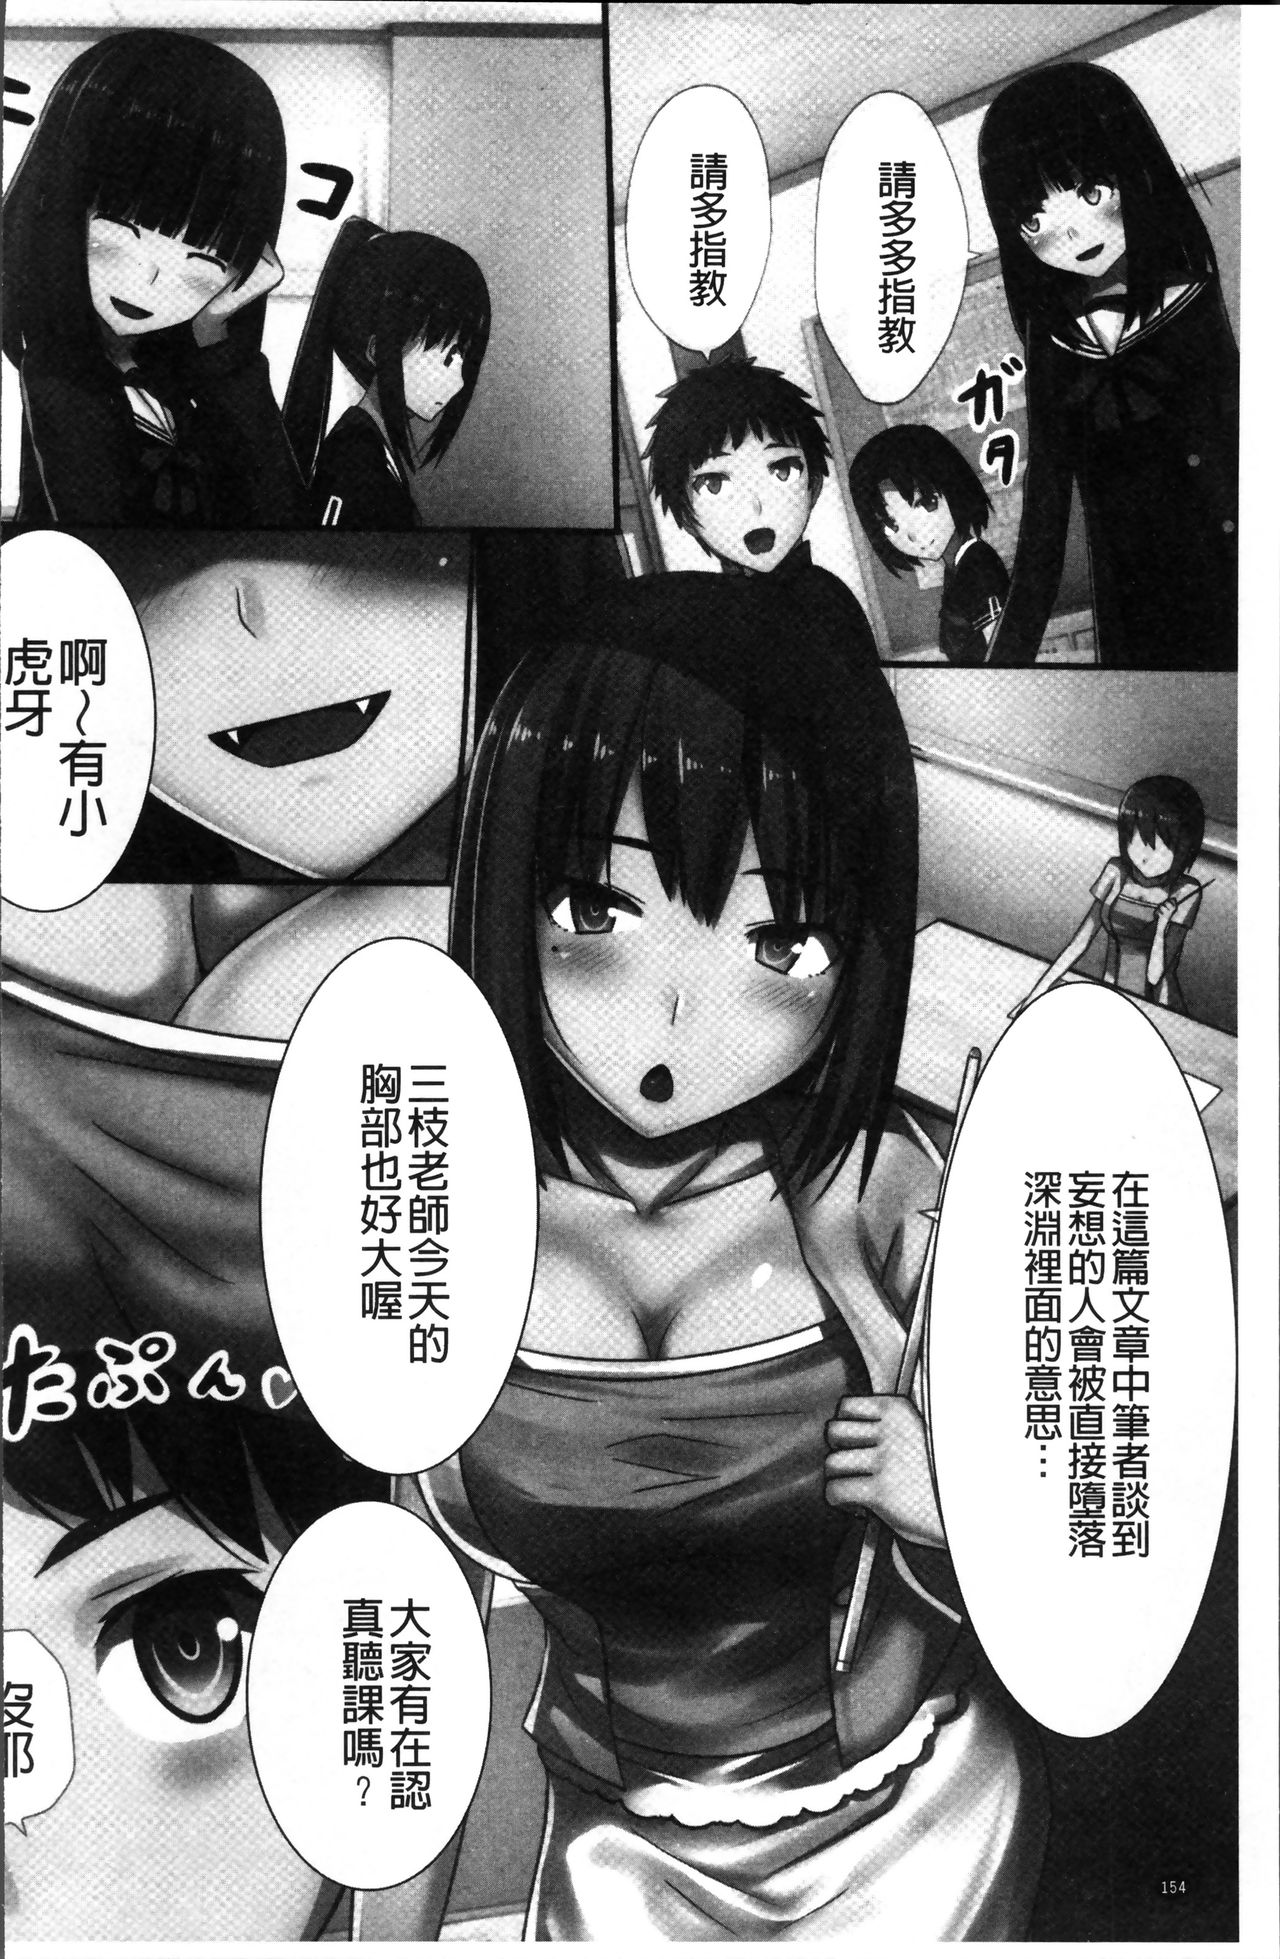 請多多指教
請多指教
ガタ
ニコ
啊～有小
虎牙
在這篇文章中筆者談到
妄想的人會被直接墮落
深淵裡面的意思…
三枝老師今天的
胸部也好大喔
たぷん♡
大家有在認
真聽課嗎？
154